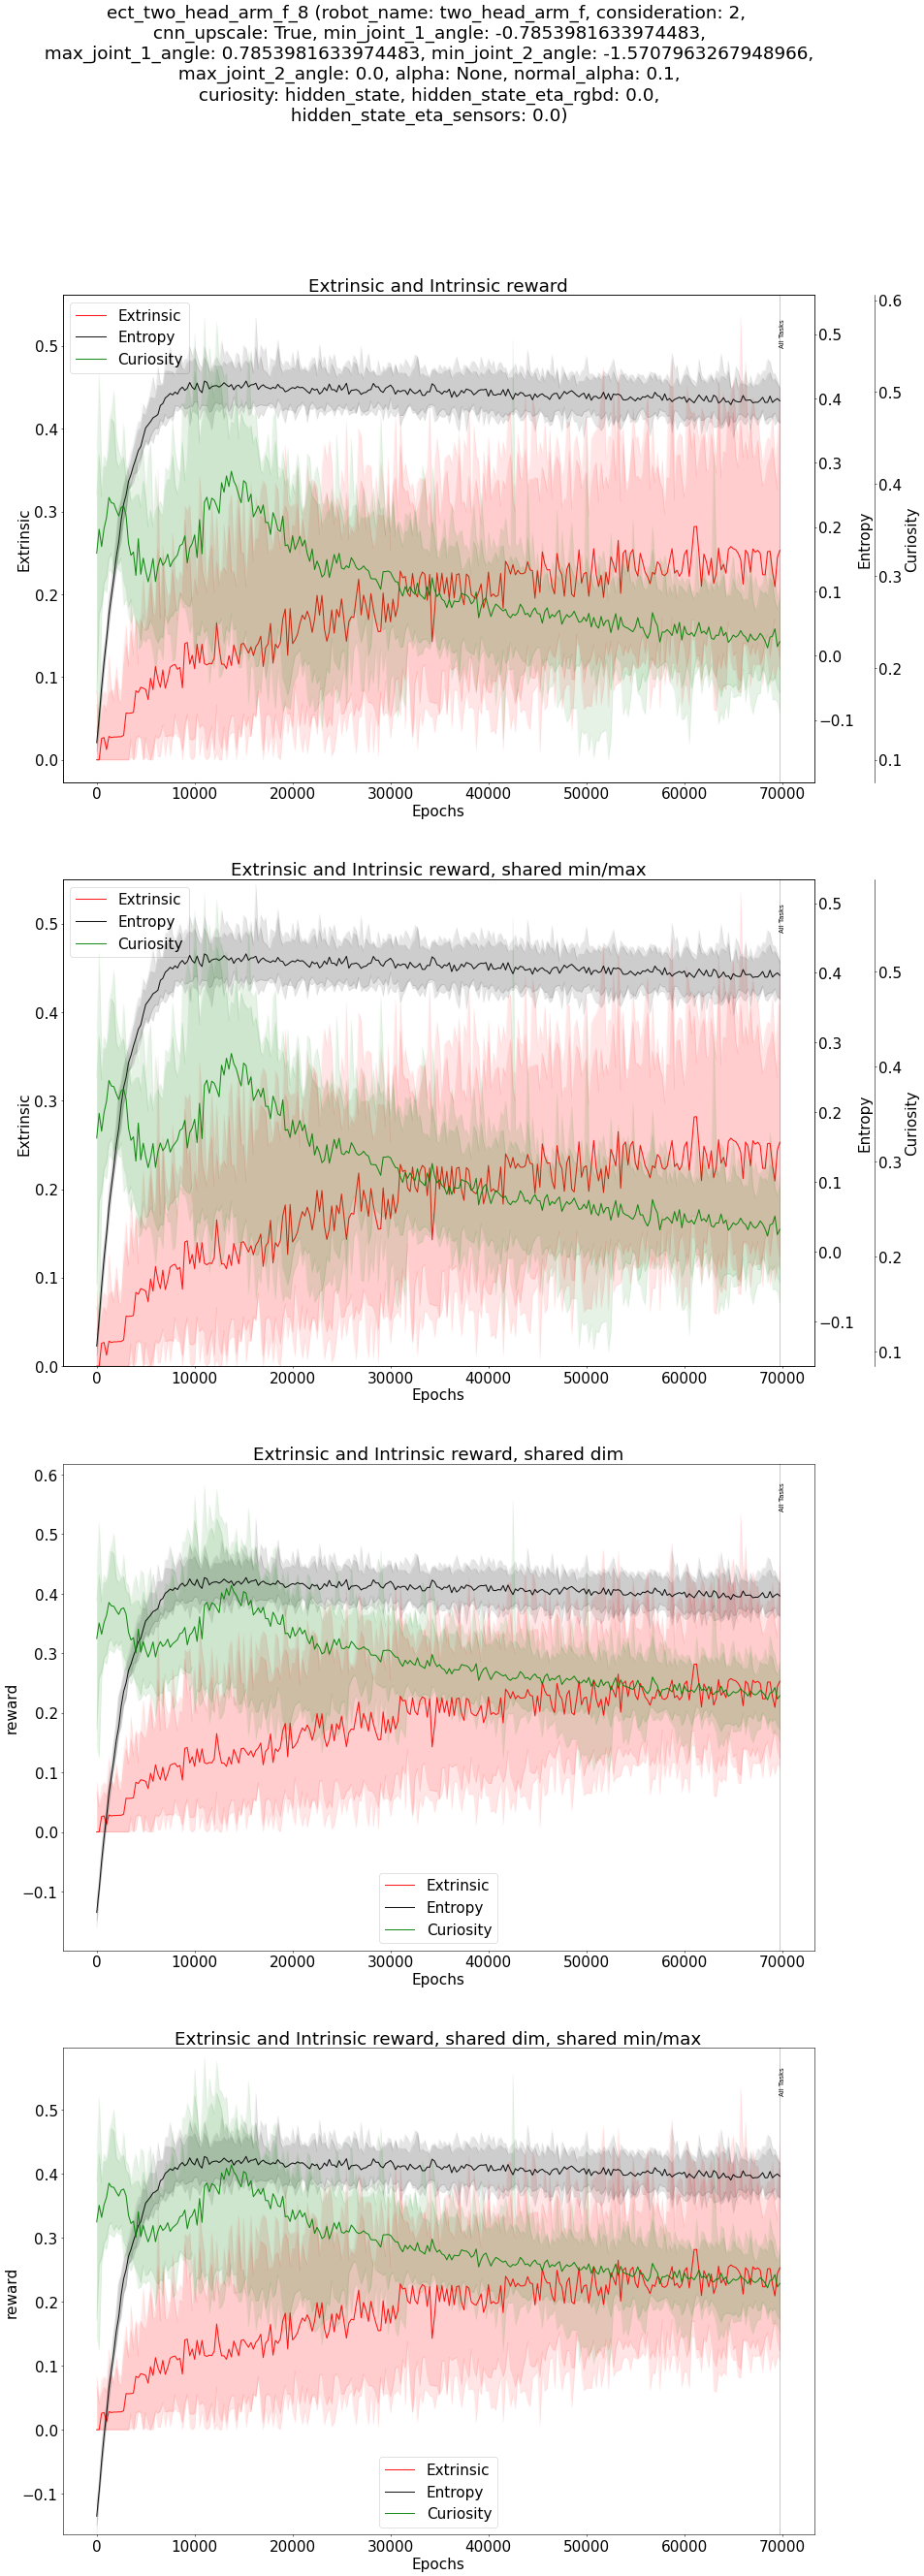 ect_two_head_arm_f_8 (robot_name: two_head_arm_f, consideration: 2,
cnn_upscale: True, min_joint_1_angle: -0.7853981633974483,
max_joint_1_angle: 0.7853981633974483, min_joint_2_angle: -1.5707963267948966,
max_joint_2_angle: 0.0, alpha: None, normal_alpha: 0.1,
curiosity: hidden_state, hidden_state_eta_rgbd: 0.0,
hidden_state_eta_sensors: 0.0)
Extrinsic and Intrinsic reward
Extrinsic
Entropy
Curiosity
All Tasks
0.5
0.4
0.3
0.2
0.1
0.0
Extrinsic
0.5
0.4
0.3
0.2
0.1
0.0
−0.1
Entropy
0.6
0.5
0.4
0.3
0.2
0.1
Curiosity
0 10000 20000 30000 40000 50000 60000 70000
Epochs
Extrinsic and Intrinsic reward, shared min/max
Extrinsic
Entropy
Curiosity
All Tasks
0.5
0.4
0.3
0.2
0.1
0.0
Extrinsic
0.5
0.4
0.3
0.2
0.1
0.0
−0.1
Entropy
0.5
0.4
0.3
0.2
0.1
Curiosity
0 10000 20000 30000 40000 50000 60000 70000
Epochs
Extrinsic and Intrinsic reward, shared dim
All Tasks
0.6
0.5
0.4
0.3
0.2
0.1
0.0
−0.1
reward
Extrinsic
Entropy
Curiosity
0 10000 20000 30000 40000 50000 60000 70000
Epochs
Extrinsic and Intrinsic reward, shared dim, shared min/max
All Tasks
0.5
0.4
0.3
0.2
0.1
0.0
−0.1
reward
Extrinsic
Entropy
Curiosity
0 10000 20000 30000 40000 50000 60000 70000
Epochs